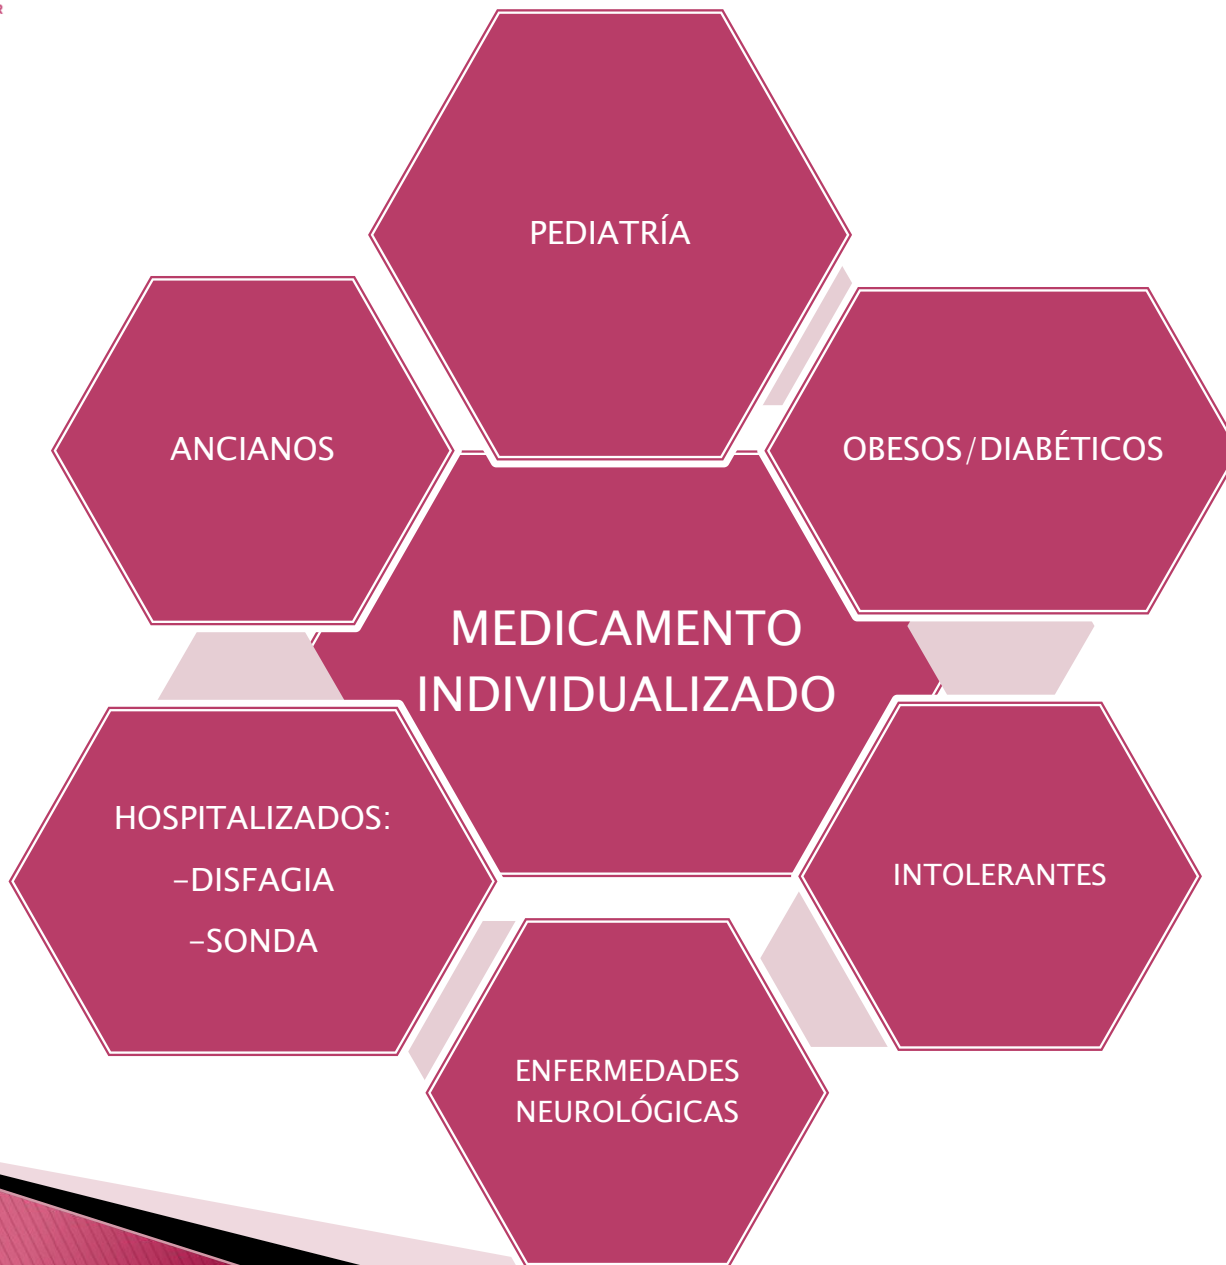 PEDIATRÍA
ANCIANOS
OBESOS/DIABÉTICOS
MEDICAMENTO
INDIVIDUALIZADO
HOSPITALIZADOS:
-DISFAGIA
-SONDA
INTOLERANTES
ENFERMEDADES
NEUROLÓGICAS